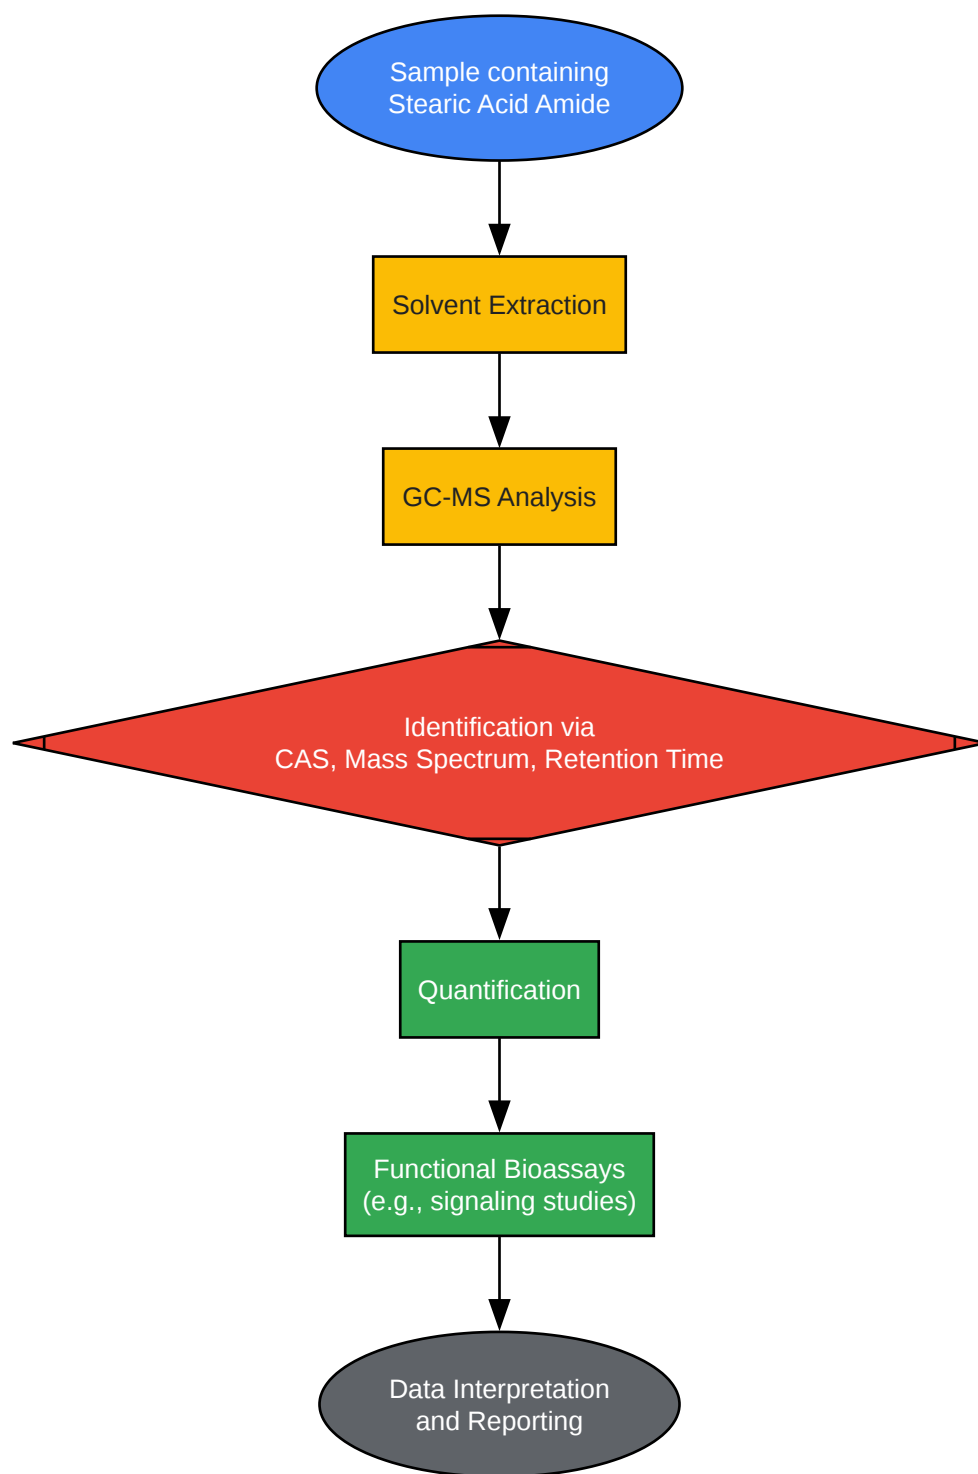 Sample containing
Stearic Acid Amide
Solvent Extraction
GC-MS Analysis
Identification via
CAS, Mass Spectrum, Retention Time
Quantification
Functional Bioassays
(e.g., signaling studies)
Data Interpretation
and Reporting